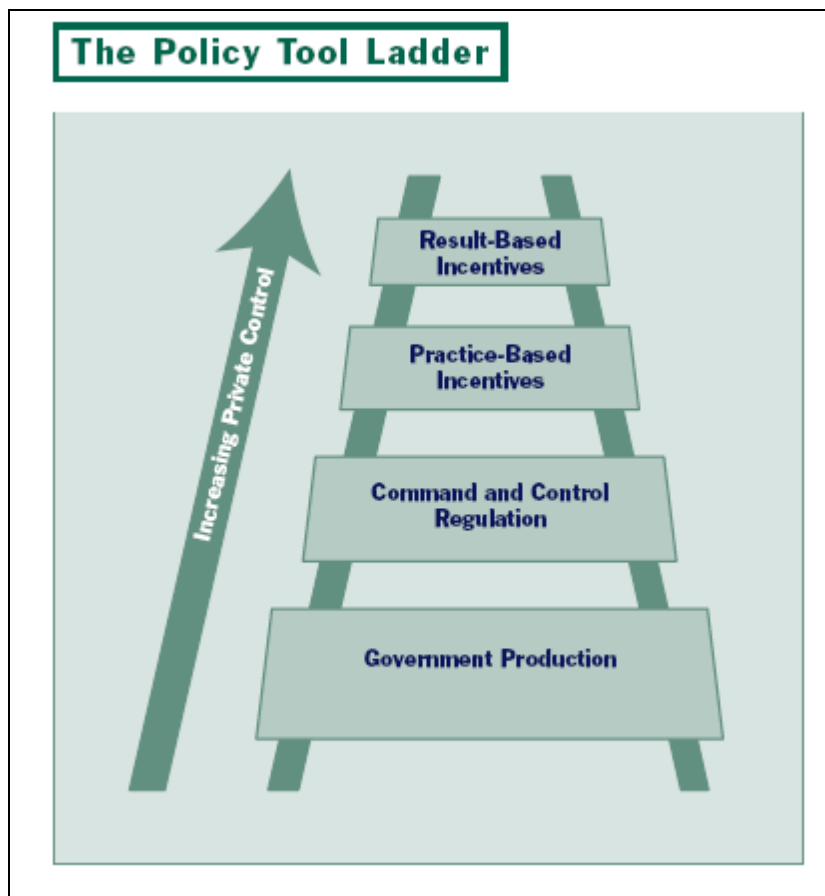 The Policy Tool Ladder
Increasing Private Control
Result-Based
Incentives
Practice-Based
Incentives
Command and Control
Regulation
Government Production